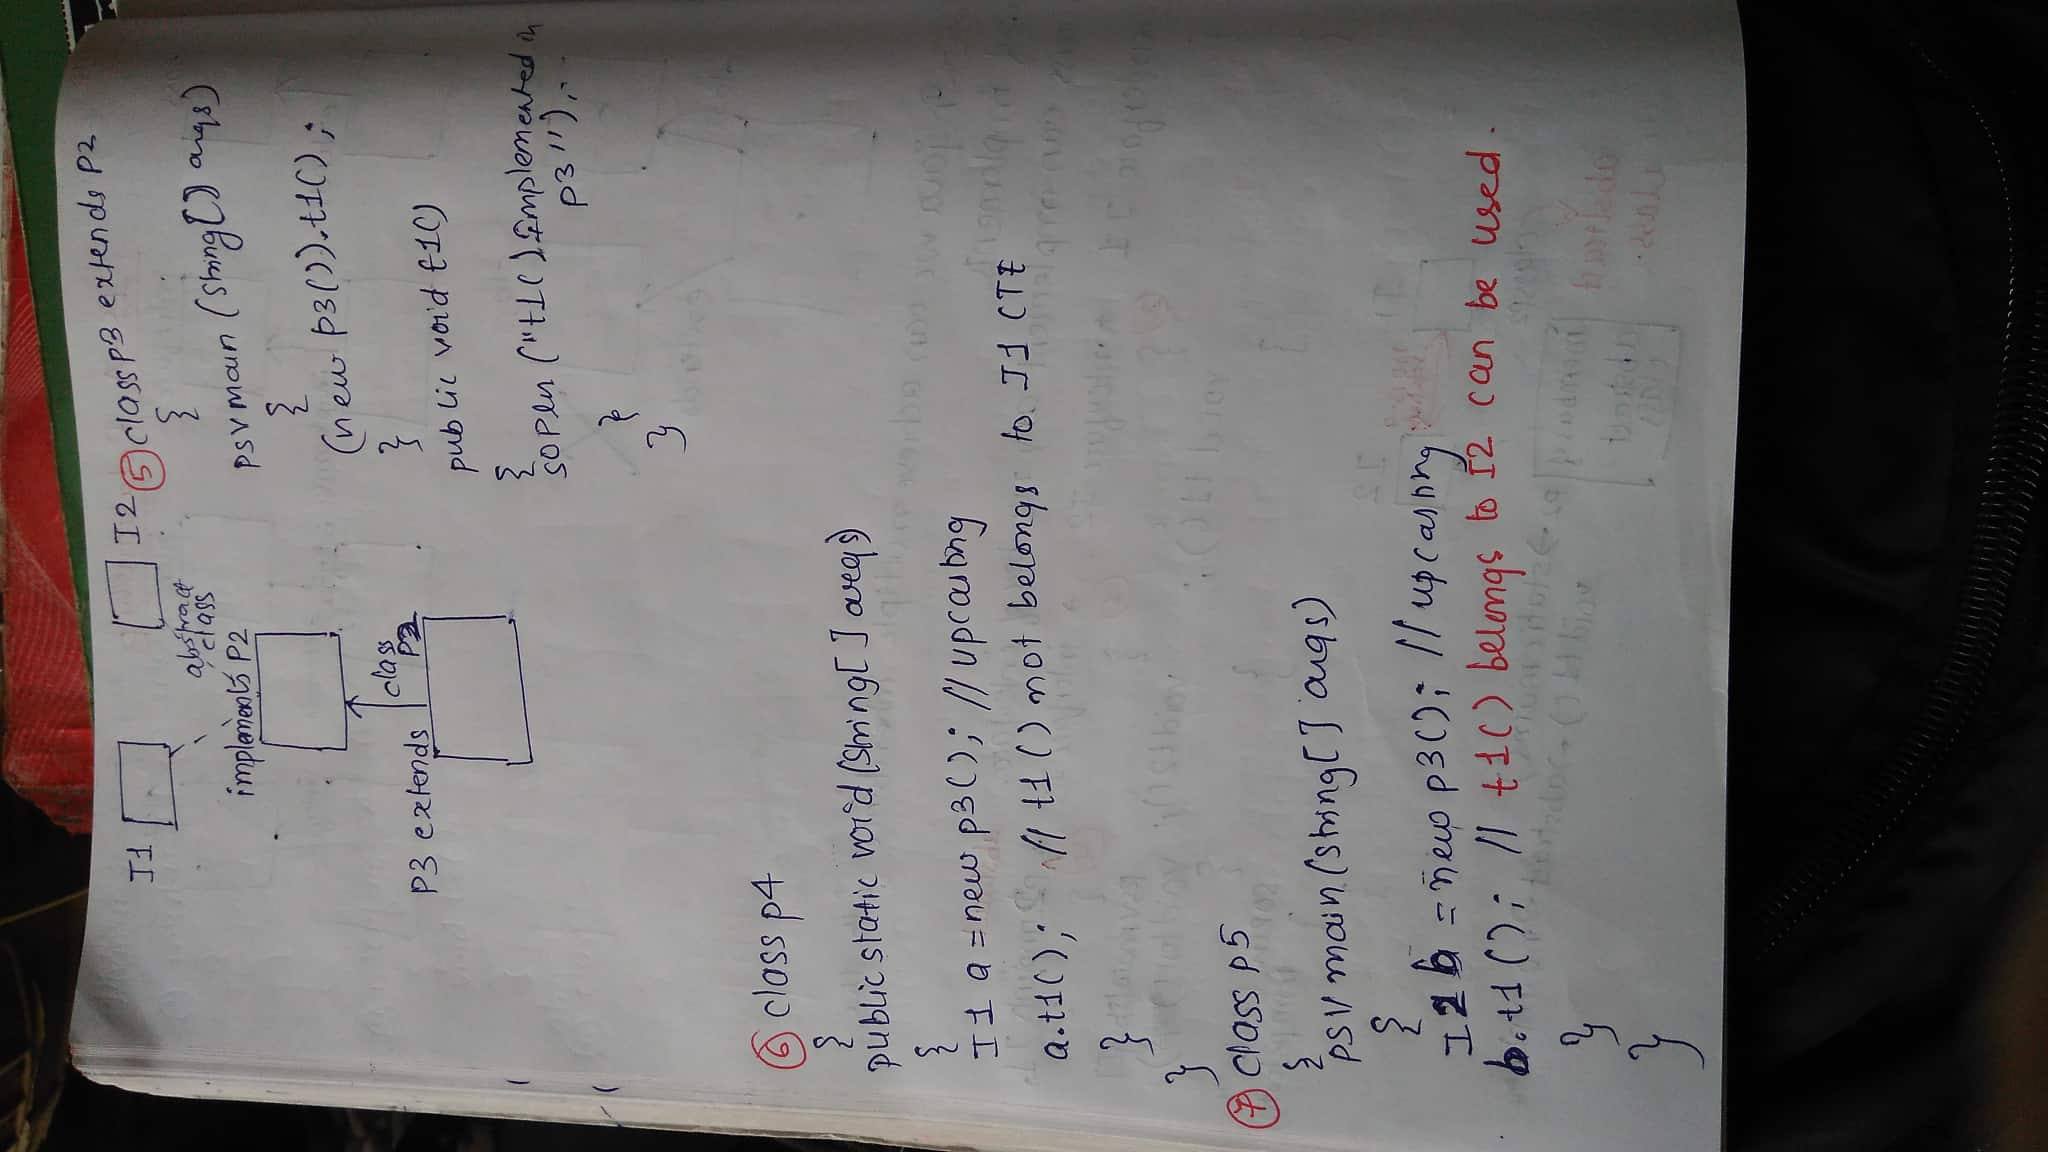 I1
I2
abstract
class
implements P2
class
P2
P3 extends
⑤ class P3 extends P2
{
psv main (string[] args)
{
(new P3()).t1();
}
public void t1()
{
SOPln ("t1() implemented in
P3");
}
}
⑥ class P4
{
public static void (String[] args)
{
I1 a = new P3(); // upcasting
a.t1(); // t1() not belongs to I1 CTE
}
}
⑦ class P5
{
psv main (string[] args)
{
I2 b = new P3(); // upcasting
b.t1(); // t1() belongs to I2 can be used.
}
}